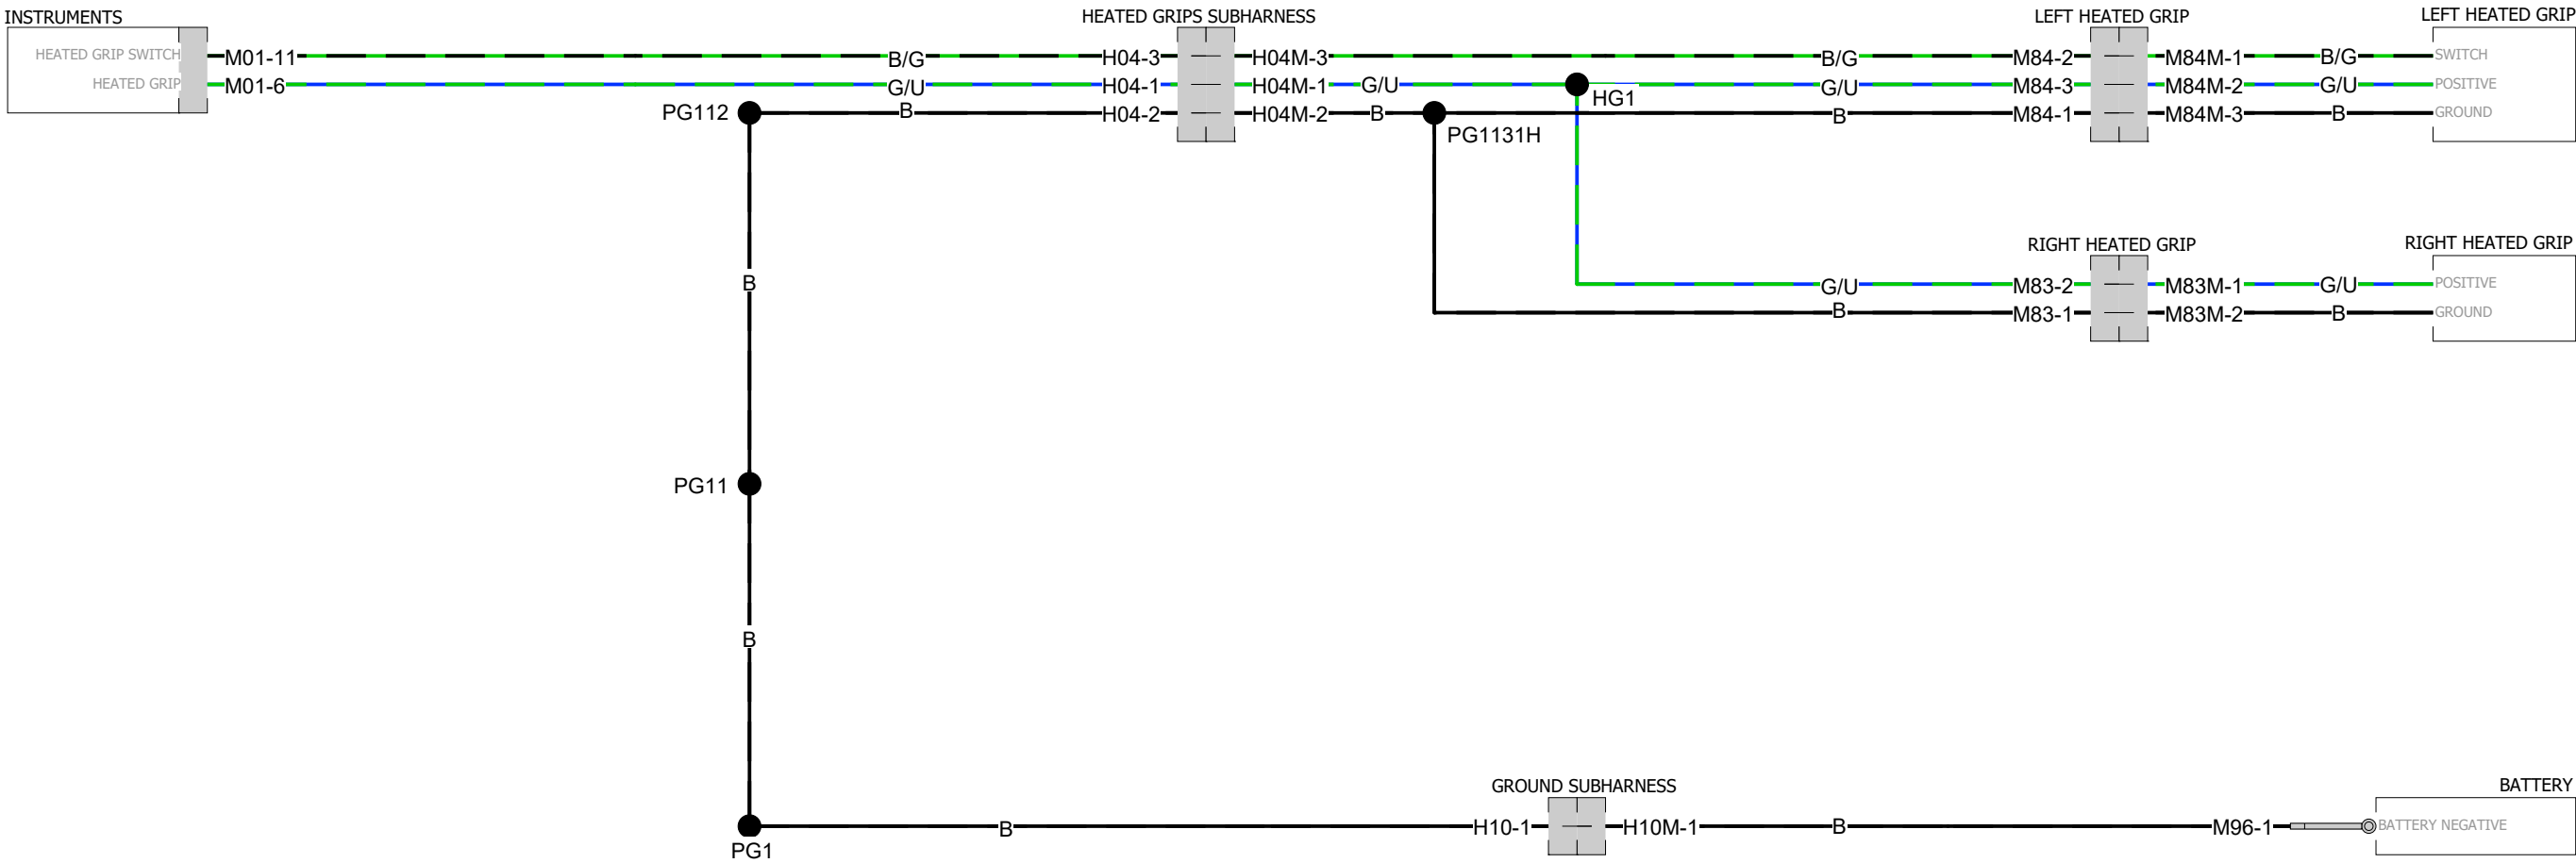 INSTRUMENTS
HEATED GRIPS SUBHARNESS
LEFT HEATED GRIP
LEFT HEATED GRIP
HEATED GRIP SWITCH
M01-11
B/G
H04-3
H04M-3
B/G
M84-2
M84M-1
B/G
SWITCH
HEATED GRIP
M01-6
G/U
H04-1
H04M-1
G/U
HG1
G/U
M84-3
M84M-2
G/U
POSITIVE
PG112
B
H04-2
H04M-2
B
PG1131H
B
M84-1
M84M-3
B
GROUND
RIGHT HEATED GRIP
RIGHT HEATED GRIP
B
G/U
M83-2
M83M-1
G/U
POSITIVE
B
M83-1
M83M-2
B
GROUND
PG11
B
GROUND SUBHARNESS
BATTERY
PG1
B
H10-1
H10M-1
B
M96-1
BATTERY NEGATIVE